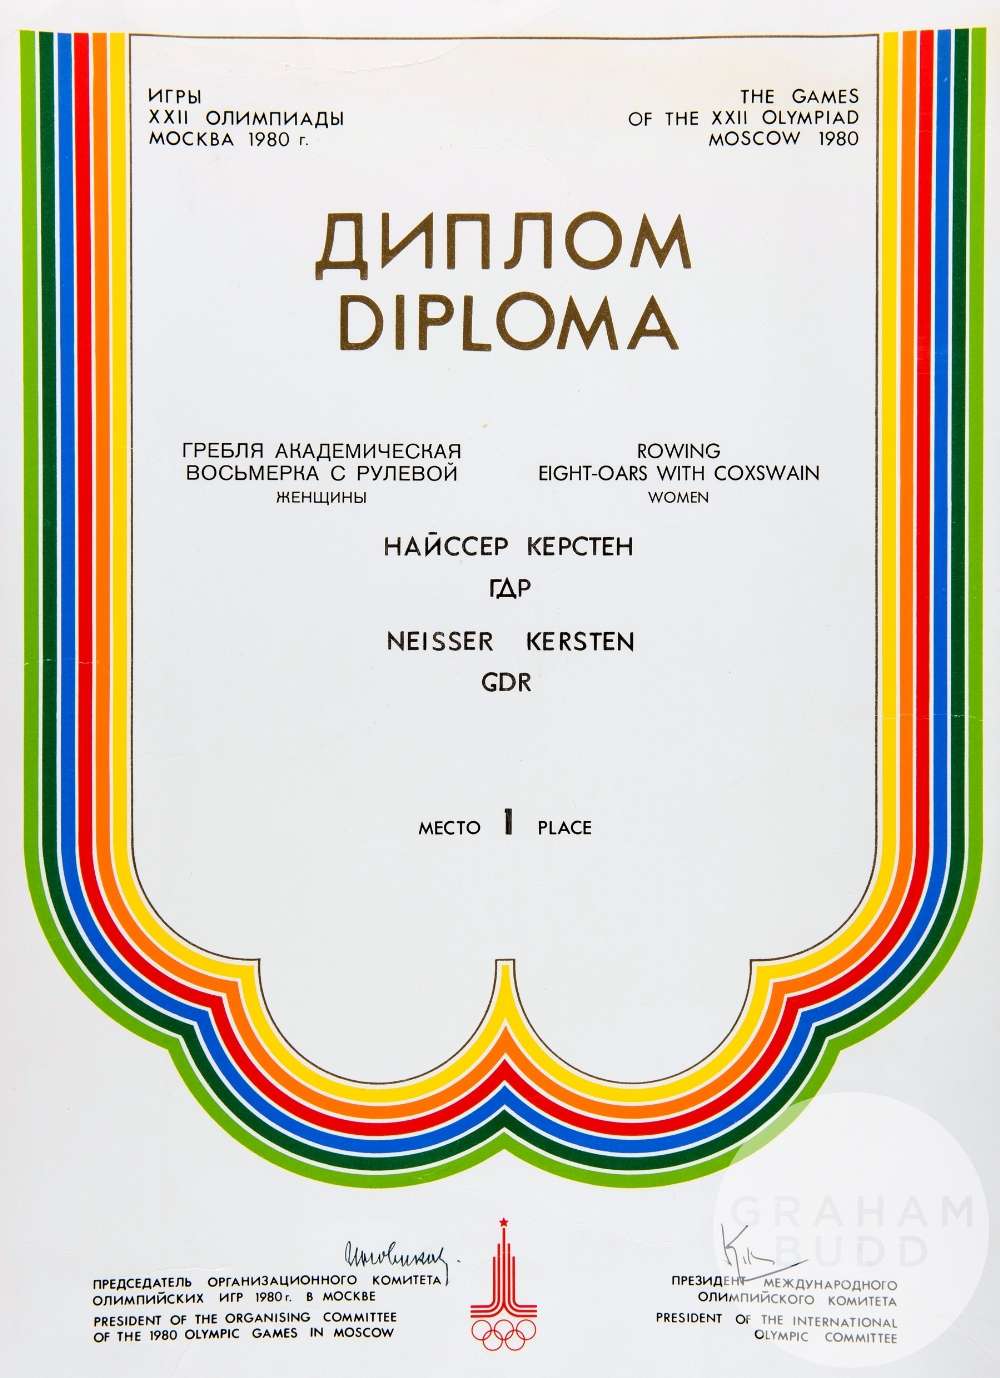 ИГРЫ
XXII ОЛИМПИАДЫ
МОСКВА 1980 г.
THE GAMES
OF THE XXII OLYMPIAD
MOSCOW 1980
ДИПЛОМ
DIPLOMA
ГРЕБЛЯ АКАДЕМИЧЕСКАЯ
ВОСЬМЕРКА С РУЛЕВОЙ
ЖЕНЩИНЫ
ROWING
EIGHT-OARS WITH COXSWAIN
WOMEN
НАЙССЕР КЕРСТЕН
ГДР
NEISSER KERSTEN
GDR
МЕСТО 1 PLACE
ПРЕДСЕДАТЕЛЬ ОРГАНИЗАЦИОННОГО КОМИТЕТА
ОЛИМПИЙСКИХ ИГР 1980 г. В МОСКВЕ
PRESIDENT OF THE ORGANISING COMMITTEE
OF THE 1980 OLYMPIC GAMES IN MOSCOW
ПРЕЗИДЕНТ МЕЖДУНАРОДНОГО
ОЛИМПИЙСКОГО КОМИТЕТА
PRESIDENT OF THE INTERNATIONAL
OLYMPIC COMMITTEE
GRAHAM
BUDD